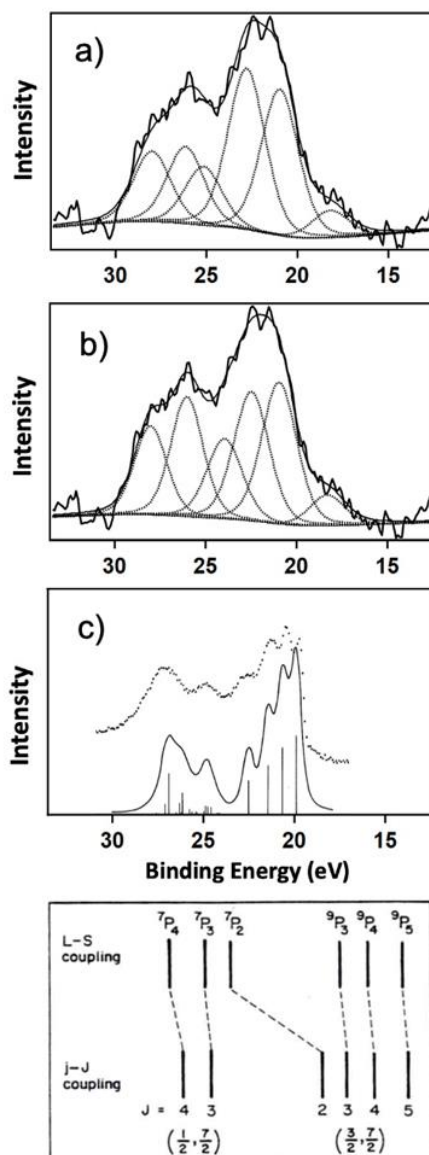 a)
Intensity
30 25 20 15
b)
Intensity
30 25 20 15
c)
Intensity
30 25 20 15
Binding Energy (eV)
⁷P₄ ⁷P₃ ⁷P₂ ⁹P₃ ⁹P₄ ⁹P₅
L-S
coupling
j-J
coupling
J = 4 3 2 3 4 5
(1/2, 7/2) (3/2, 7/2)